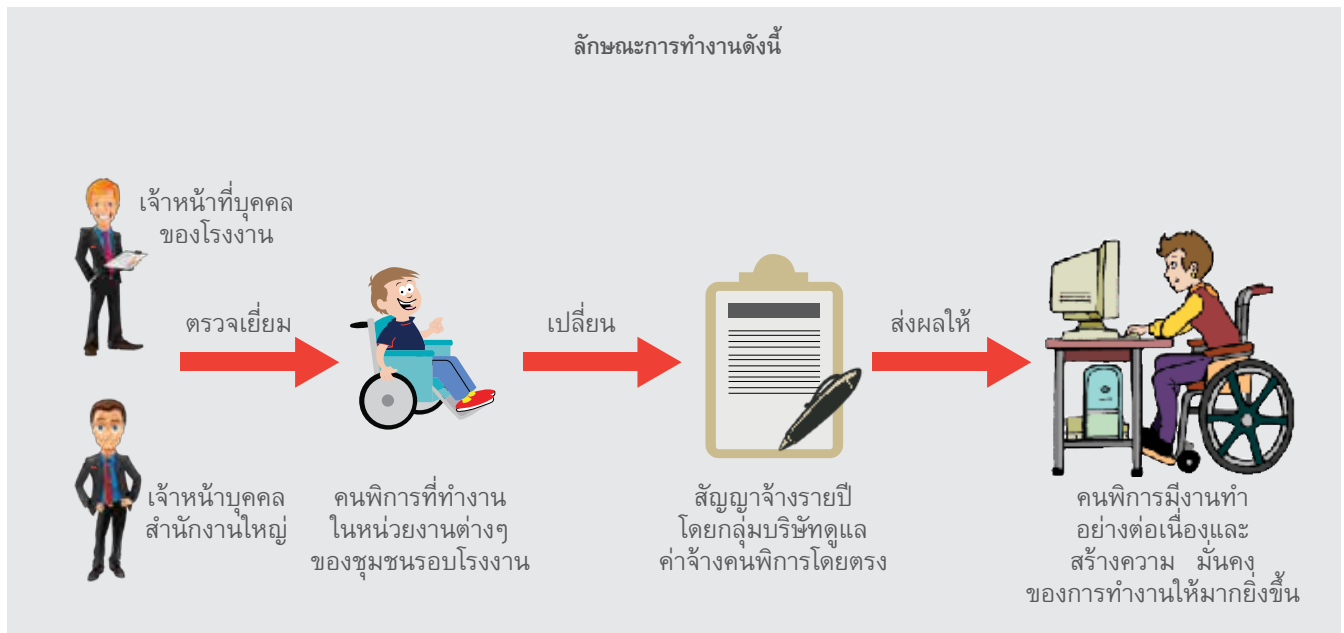 ลักษณะการทำงานดังนี้
เจ้าหน้าที่บุคคล
ของโรงงาน
ตรวจเยี่ยม
เปลี่ยน
ส่งผลให้
เจ้าหน้าบุคคล
สำนักงานใหญ่
คนพิการที่ทำงาน
ในหน่วยงานต่างๆ
ของชุมชนรอบโรงงาน
สัญญาจ้างรายปี
โดยกลุ่มบริษัทดูแล
ค่าจ้างคนพิการโดยตรง
คนพิการมีงานทำ
อย่างต่อเนื่องและ
สร้างความ มั่นคง
ของการทำงานให้มากยิ่งขึ้น